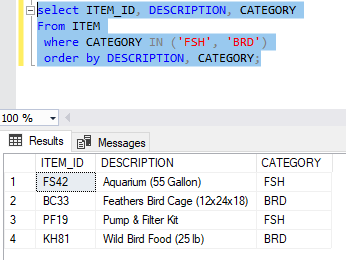 select ITEM_ID, DESCRIPTION, CATEGORY
From ITEM
where CATEGORY IN ('FSH', 'BRD')
order by DESCRIPTION, CATEGORY;
100 %
Results Messages
ITEM_ID DESCRIPTION CATEGORY
1 FS42 Aquarium (55 Gallon) FSH
2 BC33 Feathers Bird Cage (12x24x18) BRD
3 PF19 Pump & Filter Kit FSH
4 KH81 Wild Bird Food (25 lb) BRD